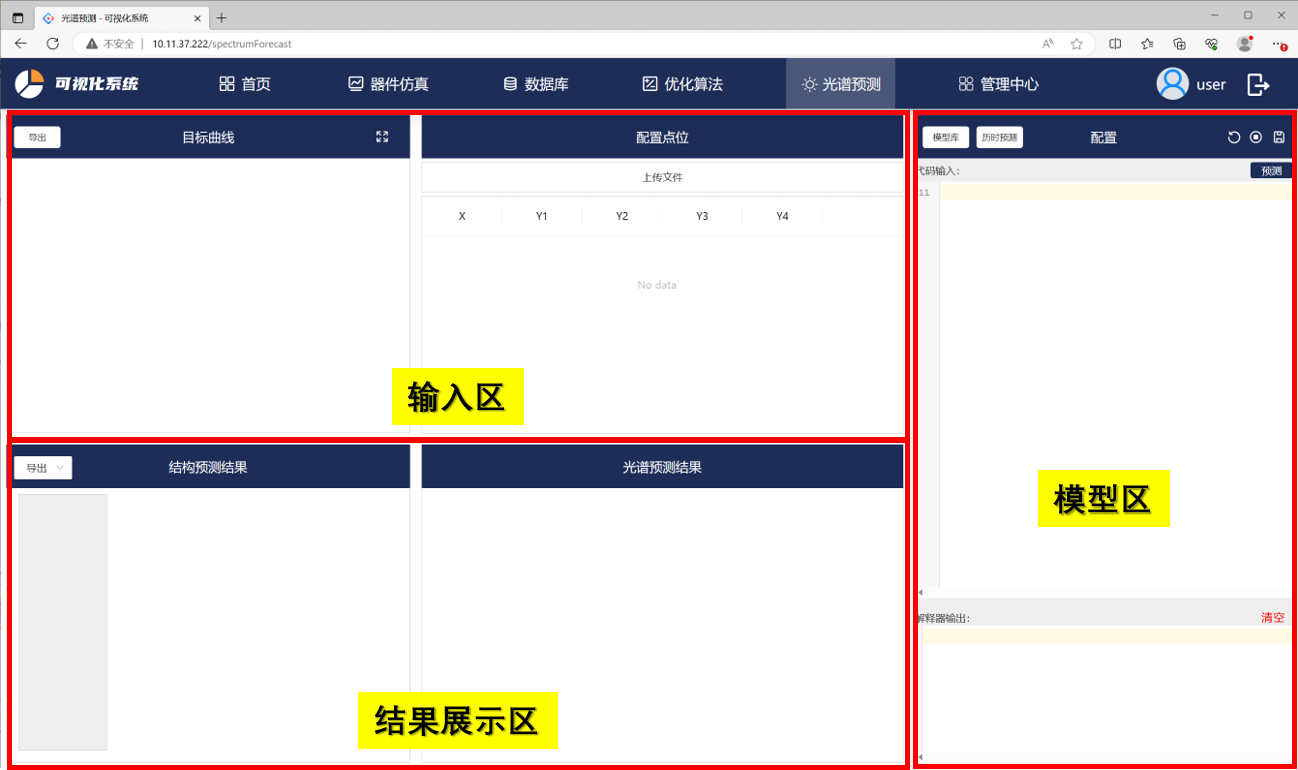 光谱预测 - 可视化系统
不安全 | 10.11.37.222/spectrumForecast
可视化系统 首页 器件仿真 数据库 优化算法 光谱预测 管理中心 user
导出 目标曲线 配置点位 模型库 历时预测 配置
上传文件 代码输入: 预测
11
X Y1 Y2 Y3 Y4
No data
输入区
导出 结构预测结果 光谱预测结果
模型区
解释器输出: 清空
结果展示区